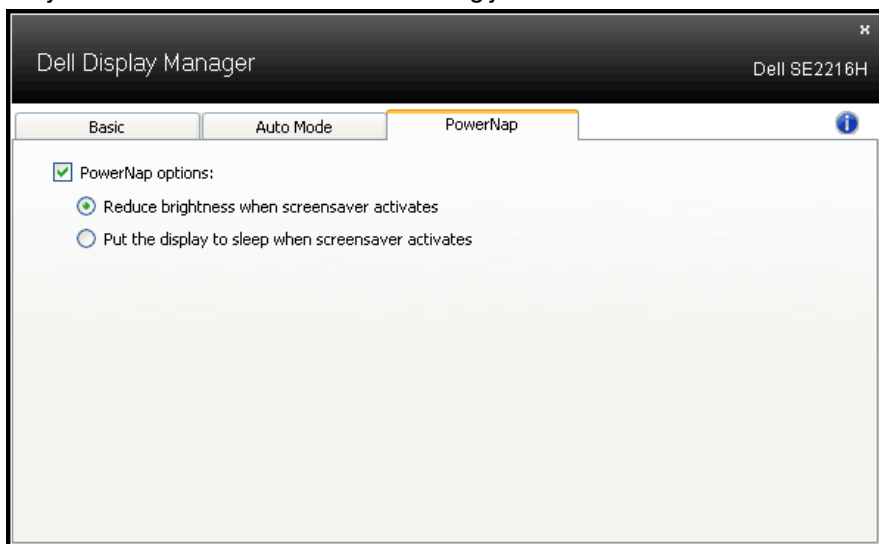 x
Dell Display Manager
Dell SE2216H
Basic
Auto Mode
PowerNap
PowerNap options:
Reduce brightness when screensaver activates
Put the display to sleep when screensaver activates